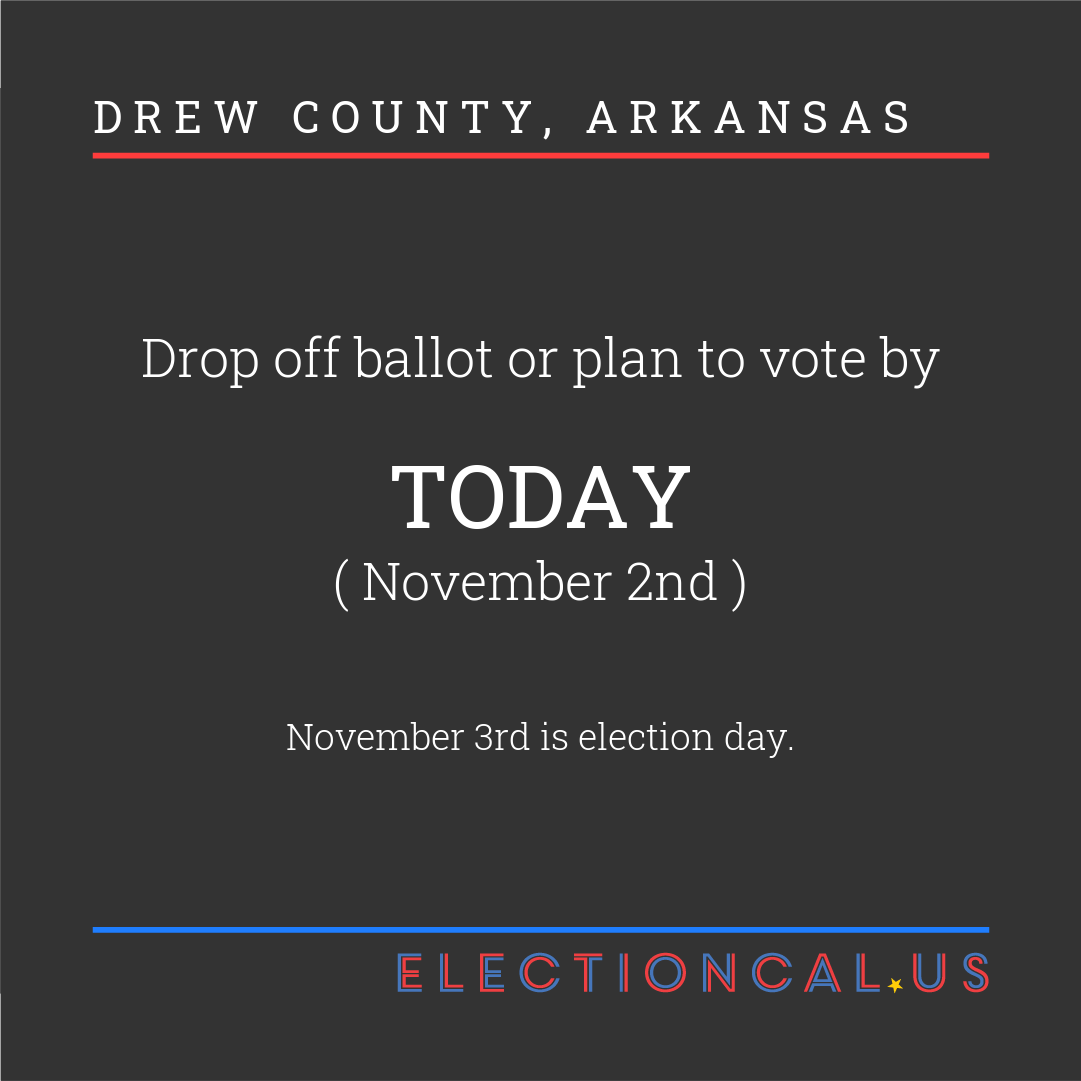 DREW COUNTY, ARKANSAS
Drop off ballot or plan to vote by
TODAY
( November 2nd )
November 3rd is election day.
ELECTIONCAL.US